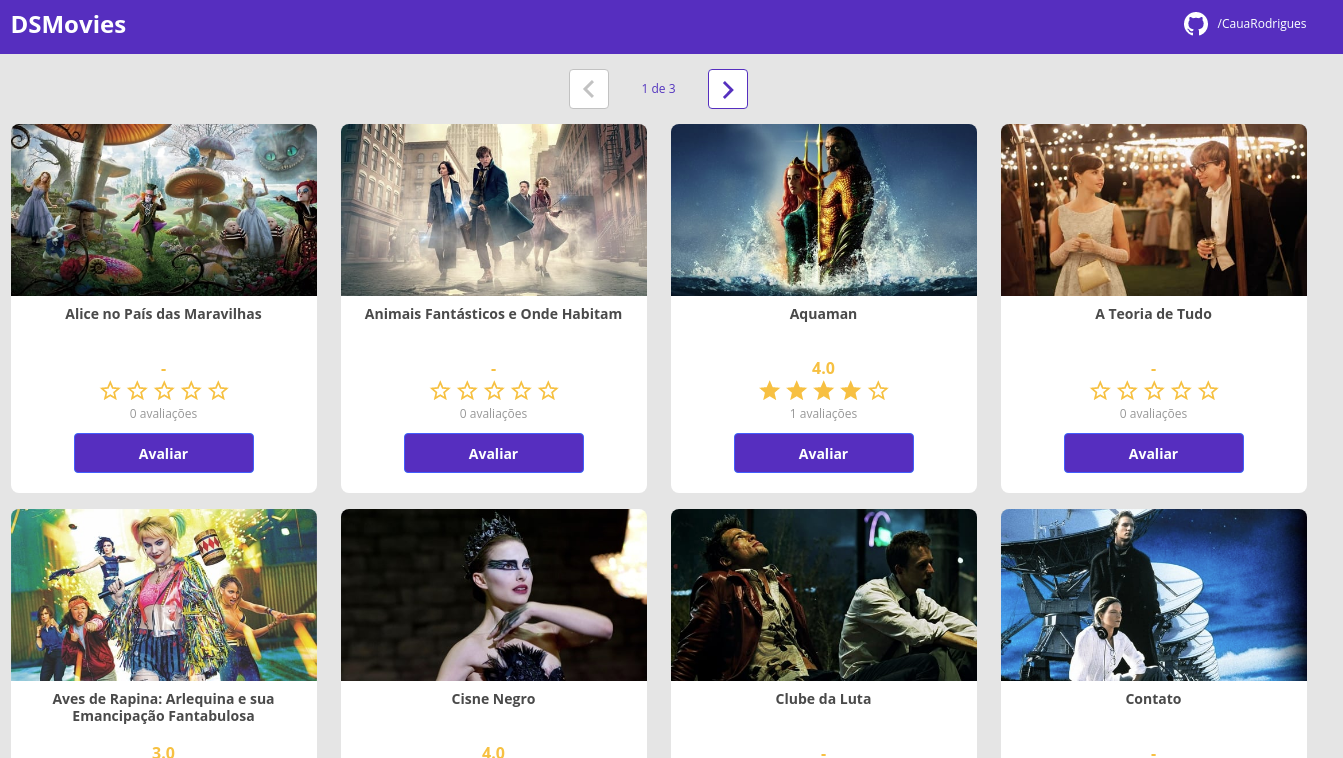 DSMovies
/CauaRodrigues
1 de 3
Alice no País das Maravilhas
Animais Fantásticos e Onde Habitam
Aquaman
A Teoria de Tudo
-
-
4.0
-
0 avaliações
0 avaliações
1 avaliações
0 avaliações
Avaliar
Avaliar
Avaliar
Avaliar
Aves de Rapina: Arlequina e sua
Emancipação Fantabulosa
Cisne Negro
Clube da Luta
Contato
3.0
4.0
-
-